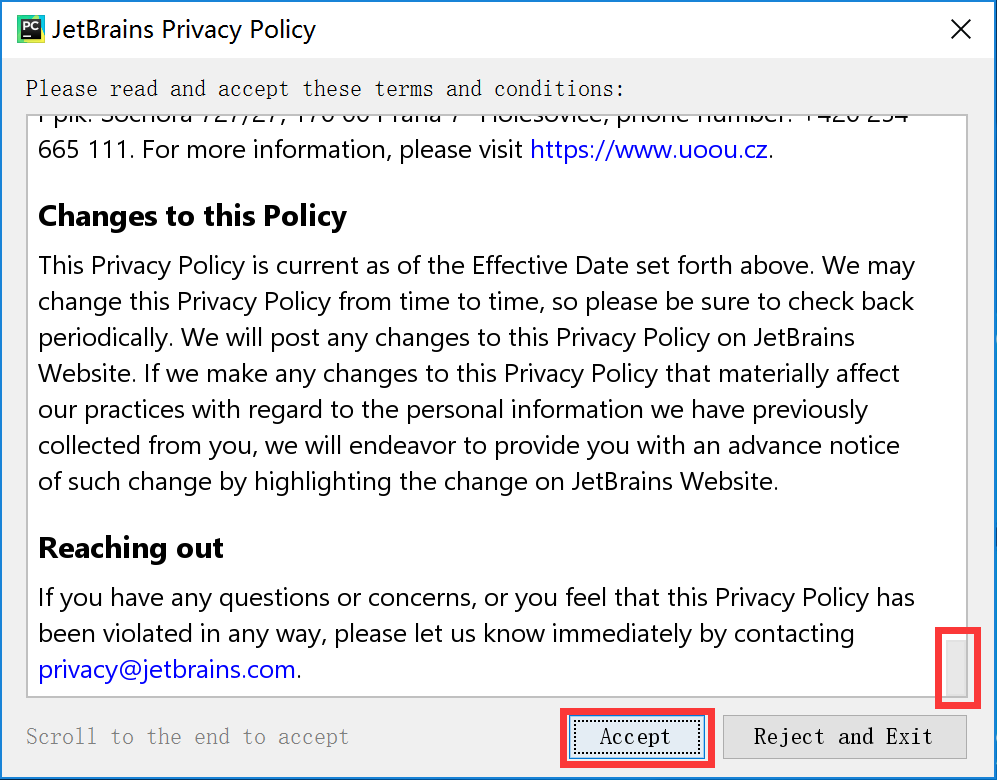 PC JetBrains Privacy Policy
Please read and accept these terms and conditions:
665 111. For more information, please visit https://www.uoou.cz.
Changes to this Policy
This Privacy Policy is current as of the Effective Date set forth above. We may
change this Privacy Policy from time to time, so please be sure to check back
periodically. We will post any changes to this Privacy Policy on JetBrains
Website. If we make any changes to this Privacy Policy that materially affect
our practices with regard to the personal information we have previously
collected from you, we will endeavor to provide you with an advance notice
of such change by highlighting the change on JetBrains Website.
Reaching out
If you have any questions or concerns, or you feel that this Privacy Policy has
been violated in any way, please let us know immediately by contacting
privacy@jetbrains.com.
Scroll to the end to accept
Accept
Reject and Exit